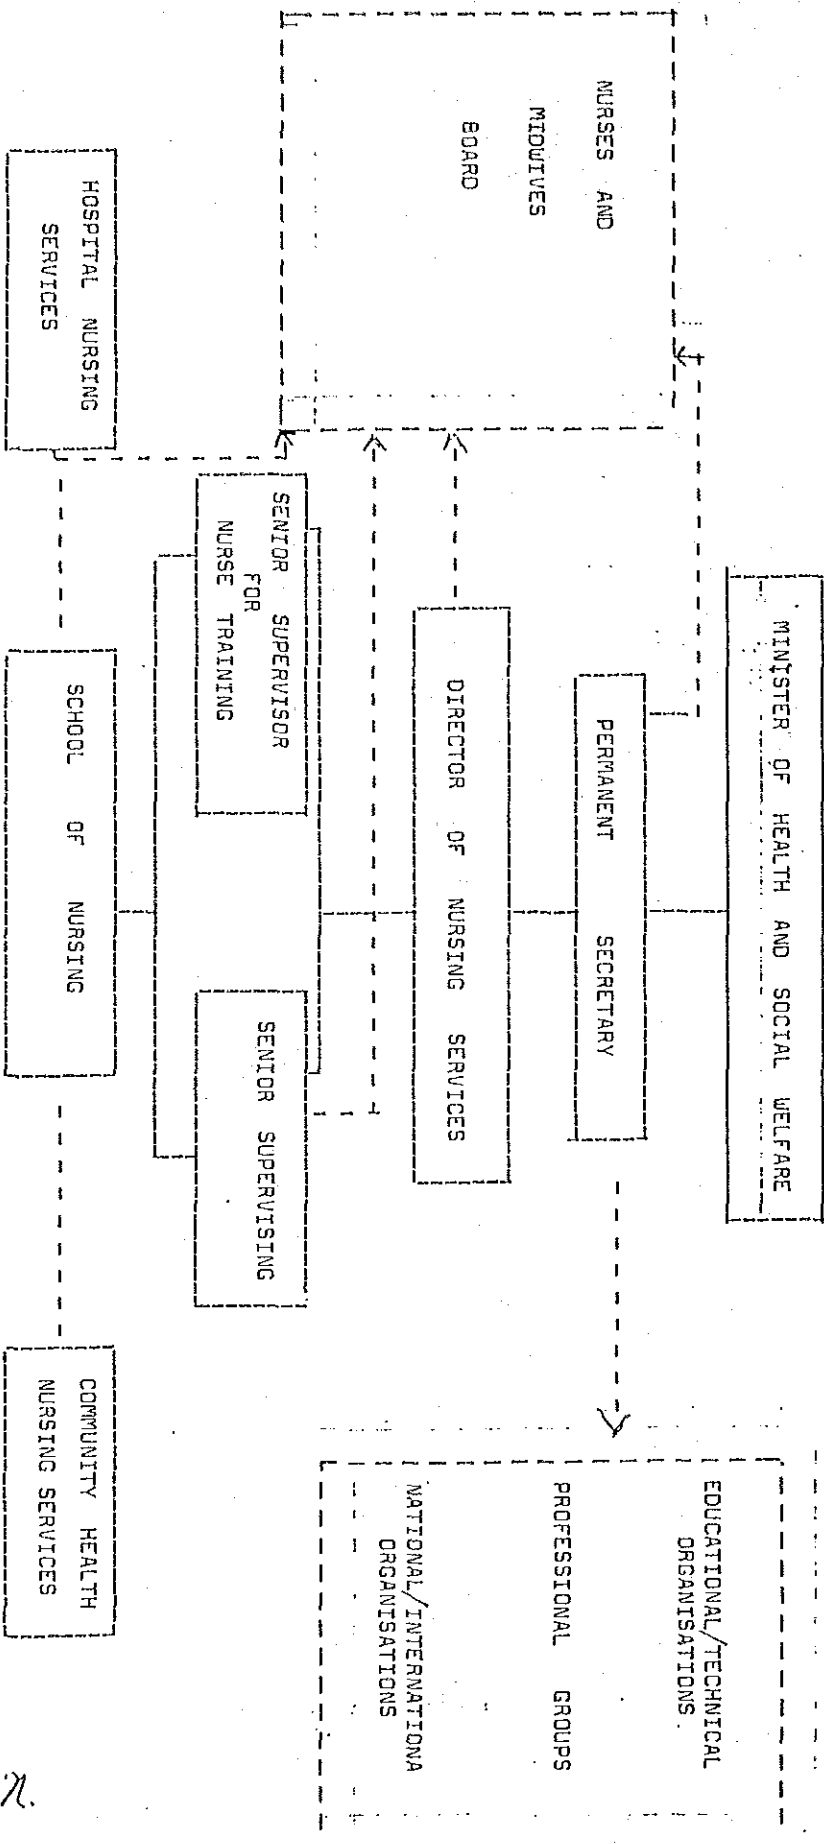 MINISTER OF HEALTH AND SOCIAL WELFARE
PERMANENT SECRETARY
DIRECTOR OF NURSING SERVICES
NURSES AND
MIDWIVES
BOARD
EDUCATIONAL/TECHNICAL
ORGANISATIONS.
PROFESSIONAL GROUPS
NATIONAL/INTERNATIONA
ORGANISATIONS
SENIOR SUPERVISOR
FOR
NURSE TRAINING
SENIOR SUPERVISING
HOSPITAL NURSING
SERVICES
SCHOOL OF NURSING
COMMUNITY HEALTH
NURSING SERVICES